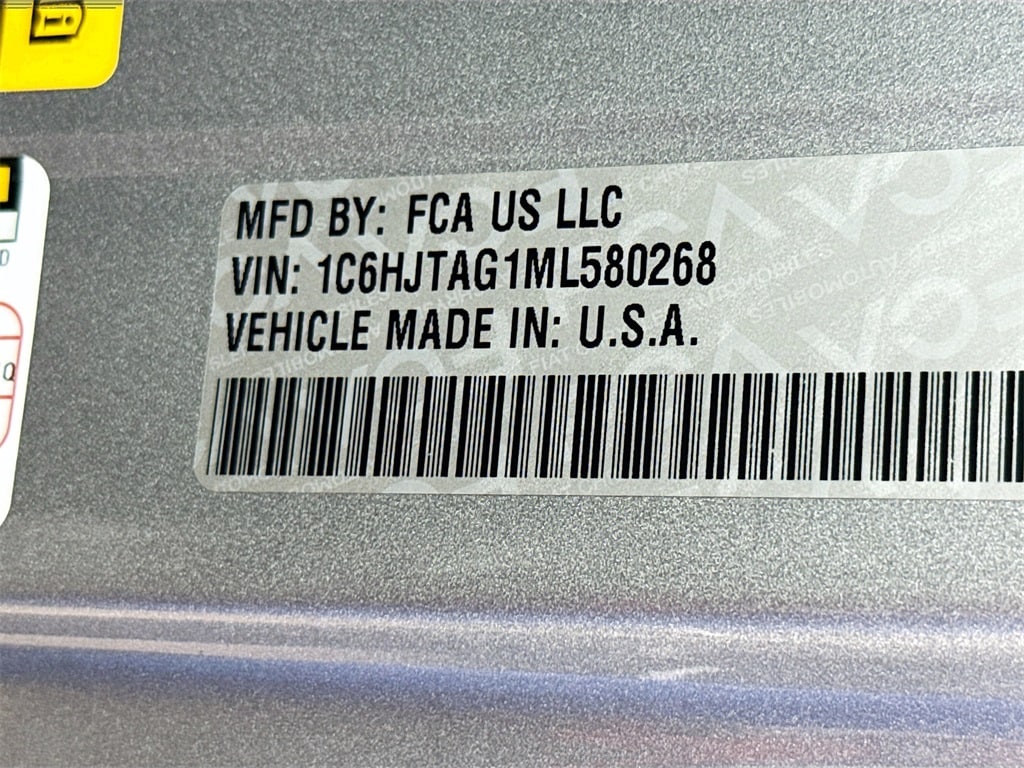 MFD BY: FCA US LLC
VIN: 1C6HJTAG1ML580268
VEHICLE MADE IN: U.S.A.